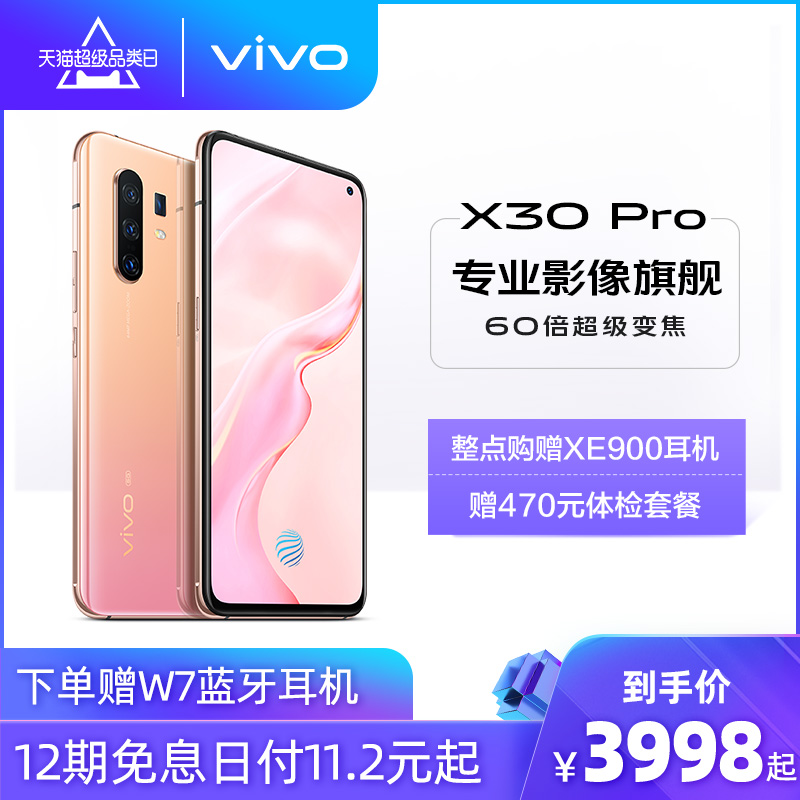 天猫超级品类日
vivo
X30 Pro
专业影像旗舰
60倍超级变焦
vivo
整点购赠XE900耳机
赠470元体检套餐
下单赠W7蓝牙耳机
12期免息日付11.2元起
到手价
¥3998起